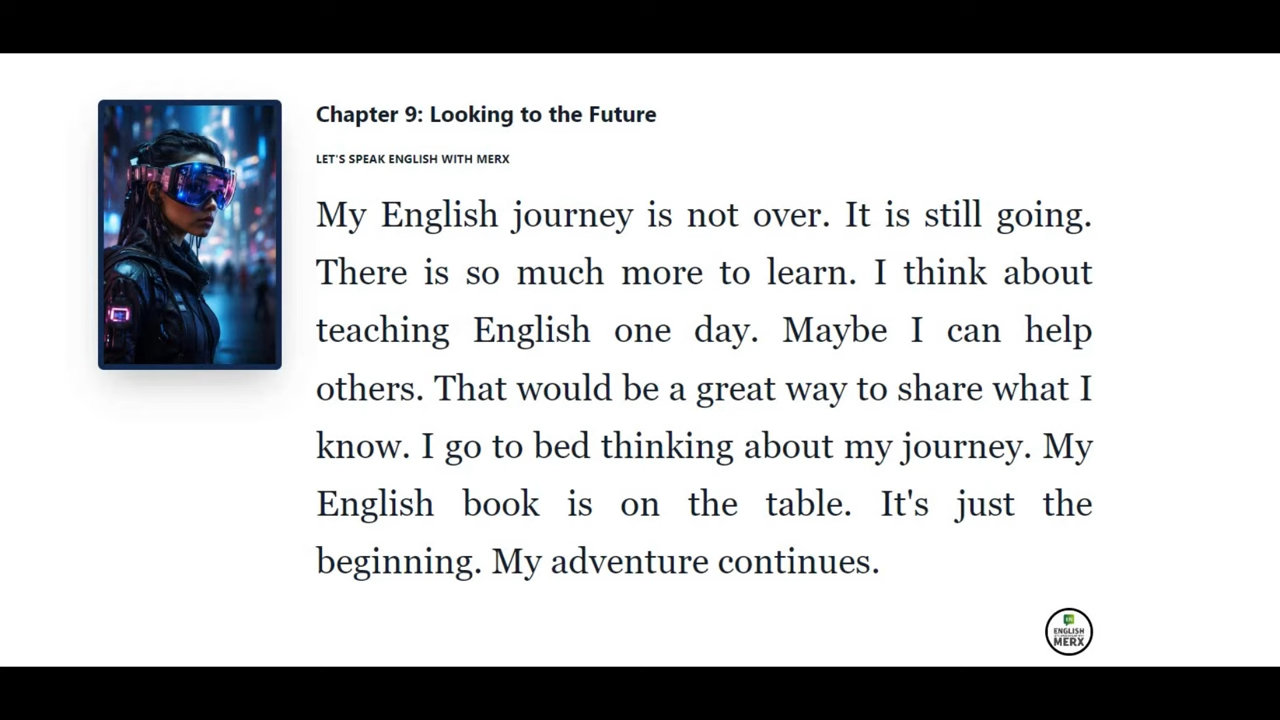 Chapter 9: Looking to the Future
LET'S SPEAK ENGLISH WITH MERX
My English journey is not over. It is still going.
There is so much more to learn. I think about
teaching English one day. Maybe I can help
others. That would be a great way to share what I
know. I go to bed thinking about my journey. My
English book is on the table. It's just the
beginning. My adventure continues.
ENGLISH
MERX